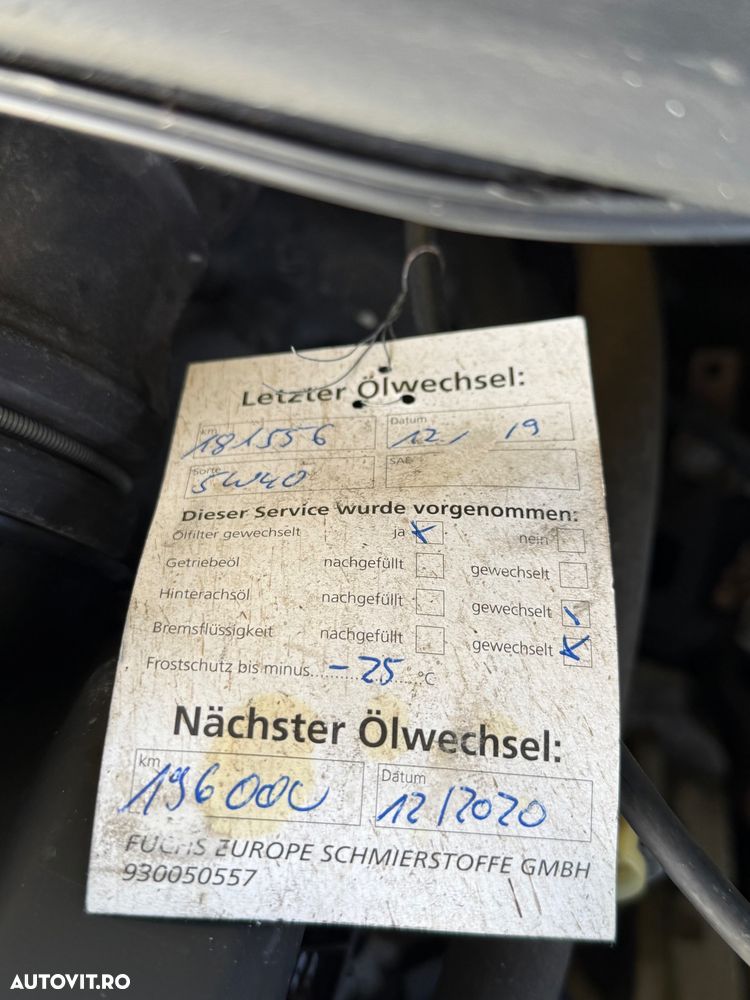 Letzter Ölwechsel:
km 181556 Datum 12, 19
Sorte 5W40 SAE
Dieser Service wurde vorgenommen:
Ölfilter gewechselt ja x nein
Getriebeöl nachgefüllt gewechselt
Hinterachsöl nachgefüllt gewechselt
Bremsflüssigkeit nachgefüllt gewechselt x
Frostschutz bis minus...-25...°C
Nächster Ölwechsel:
km 196000 Datum 12/2020
FUCHS EUROPE SCHMIERSTOFFE GMBH
930050557
AUTOVIT.RO